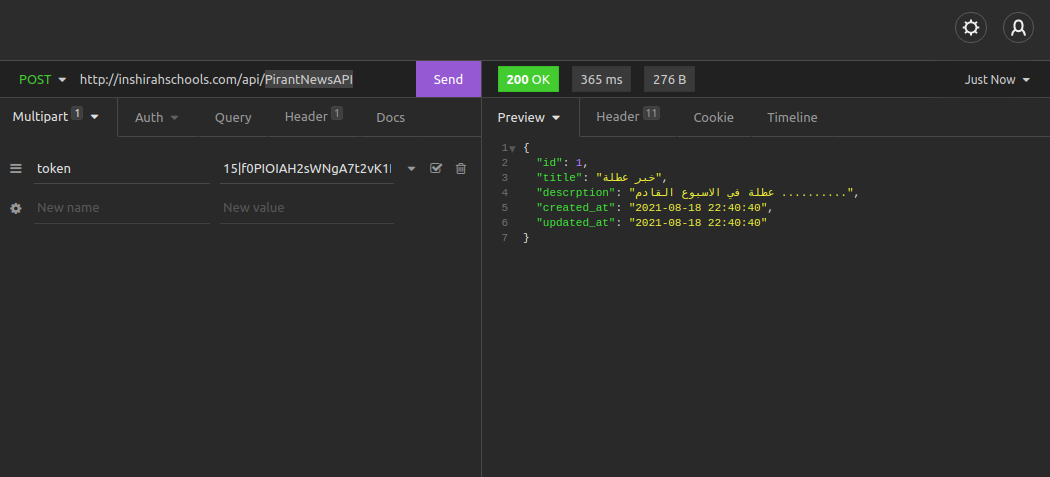 POST http://inshirahschools.com/api/PirantNewsAPI Send
200 OK 365 ms 276 B Just Now
Multipart 1 Auth Query Header 1 Docs
Preview Header 11 Cookie Timeline
token 15|f0PIOIAH2sWNgA7t2vK1
New name New value
1 {
2 "id": 1,
3 "title": "خبر عطلة",
4 "descrption": "عطلة في الاسبوع القادم ..........",
5 "created_at": "2021-08-18 22:40:40",
6 "updated_at": "2021-08-18 22:40:40"
7 }